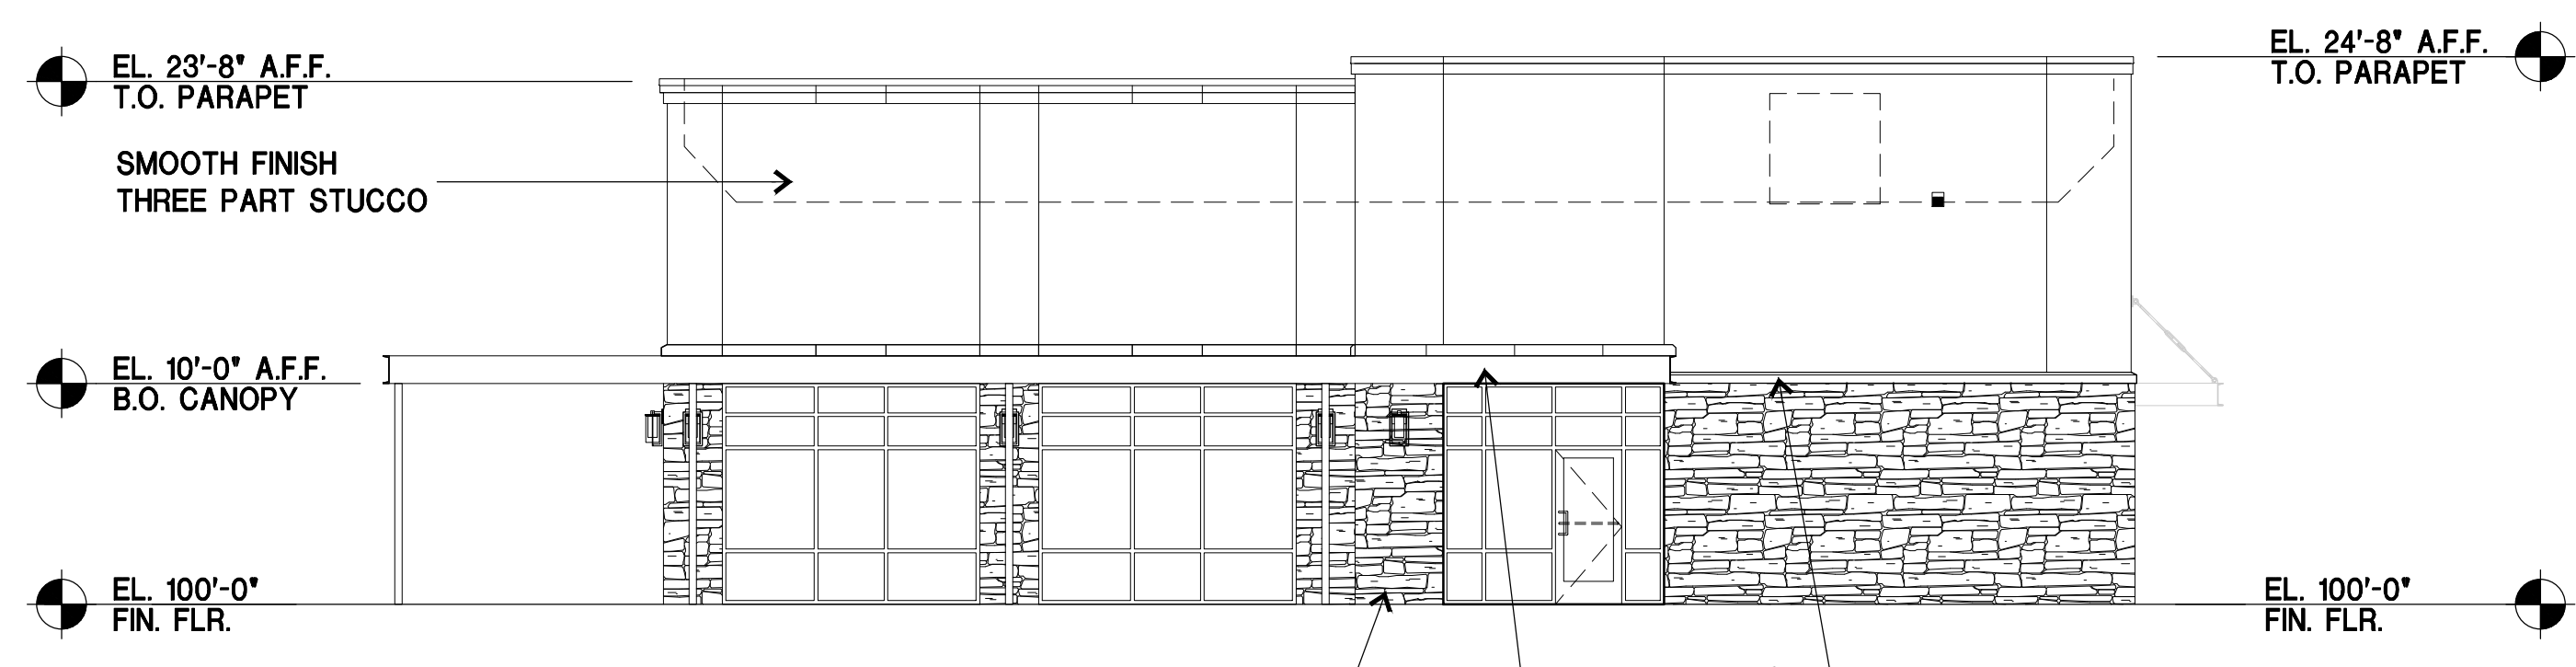 EL. 23'-8" A.F.F.
T.O. PARAPET
SMOOTH FINISH
THREE PART STUCCO
EL. 10'-0" A.F.F.
B.O. CANOPY
EL. 100'-0"
FIN. FLR.
EL. 24'-8" A.F.F.
T.O. PARAPET
EL. 100'-0"
FIN. FLR.